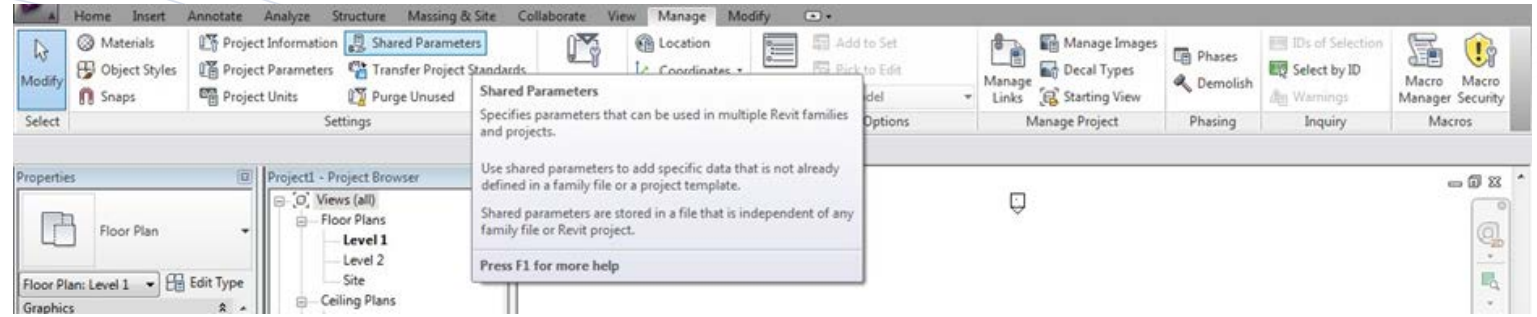 Home Insert Annotate Analyze Structure Massing & Site Collaborate View Manage Modify
Materials Project Information Shared Parameters Location Add to Set Manage Images Phases IDs of Selection
Modify Object Styles Project Parameters Transfer Project Standards Coordinates Pick to Edit Manage Links Decal Types Demolish Select by ID Macro Manager Macro Security
Snaps Project Units Purge Unused Starting View Warnings
Select Settings Options Manage Project Phasing Inquiry Macros
Shared Parameters
Specifies parameters that can be used in multiple Revit families
and projects.
Use shared parameters to add specific data that is not already
defined in a family file or a project template.
Shared parameters are stored in a file that is independent of any
family file or Revit project.
Press F1 for more help
Properties
Floor Plan
Floor Plan: Level 1 Edit Type
Graphics
Project1 - Project Browser
Views (all)
Floor Plans
Level 1
Level 2
Site
Ceiling Plans
2D